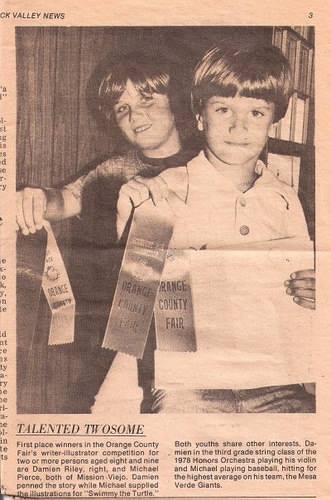 CK VALLEY NEWS 3
ORANGE
COUNTY
ORANGE
COUNTY
FAIR
ORANGE
COUNTY
FAIR
TALENTED TWOSOME
First place winners in the Orange County
Fair's writer-illustrator competition for
two or more persons aged eight and nine
are Damien Riley, right, and Michael
Pierce, both of Mission Viejo. Damien
penned the story while Michael supplied
the illustrations for "Swimmy the Turtle."
Both youths share other interests, Da-
mien in the third grade string class of the
1978 Honors Orchestra playing his violin
and Michael playing baseball, hitting for
the highest average on his team, the Mesa
Verde Giants.